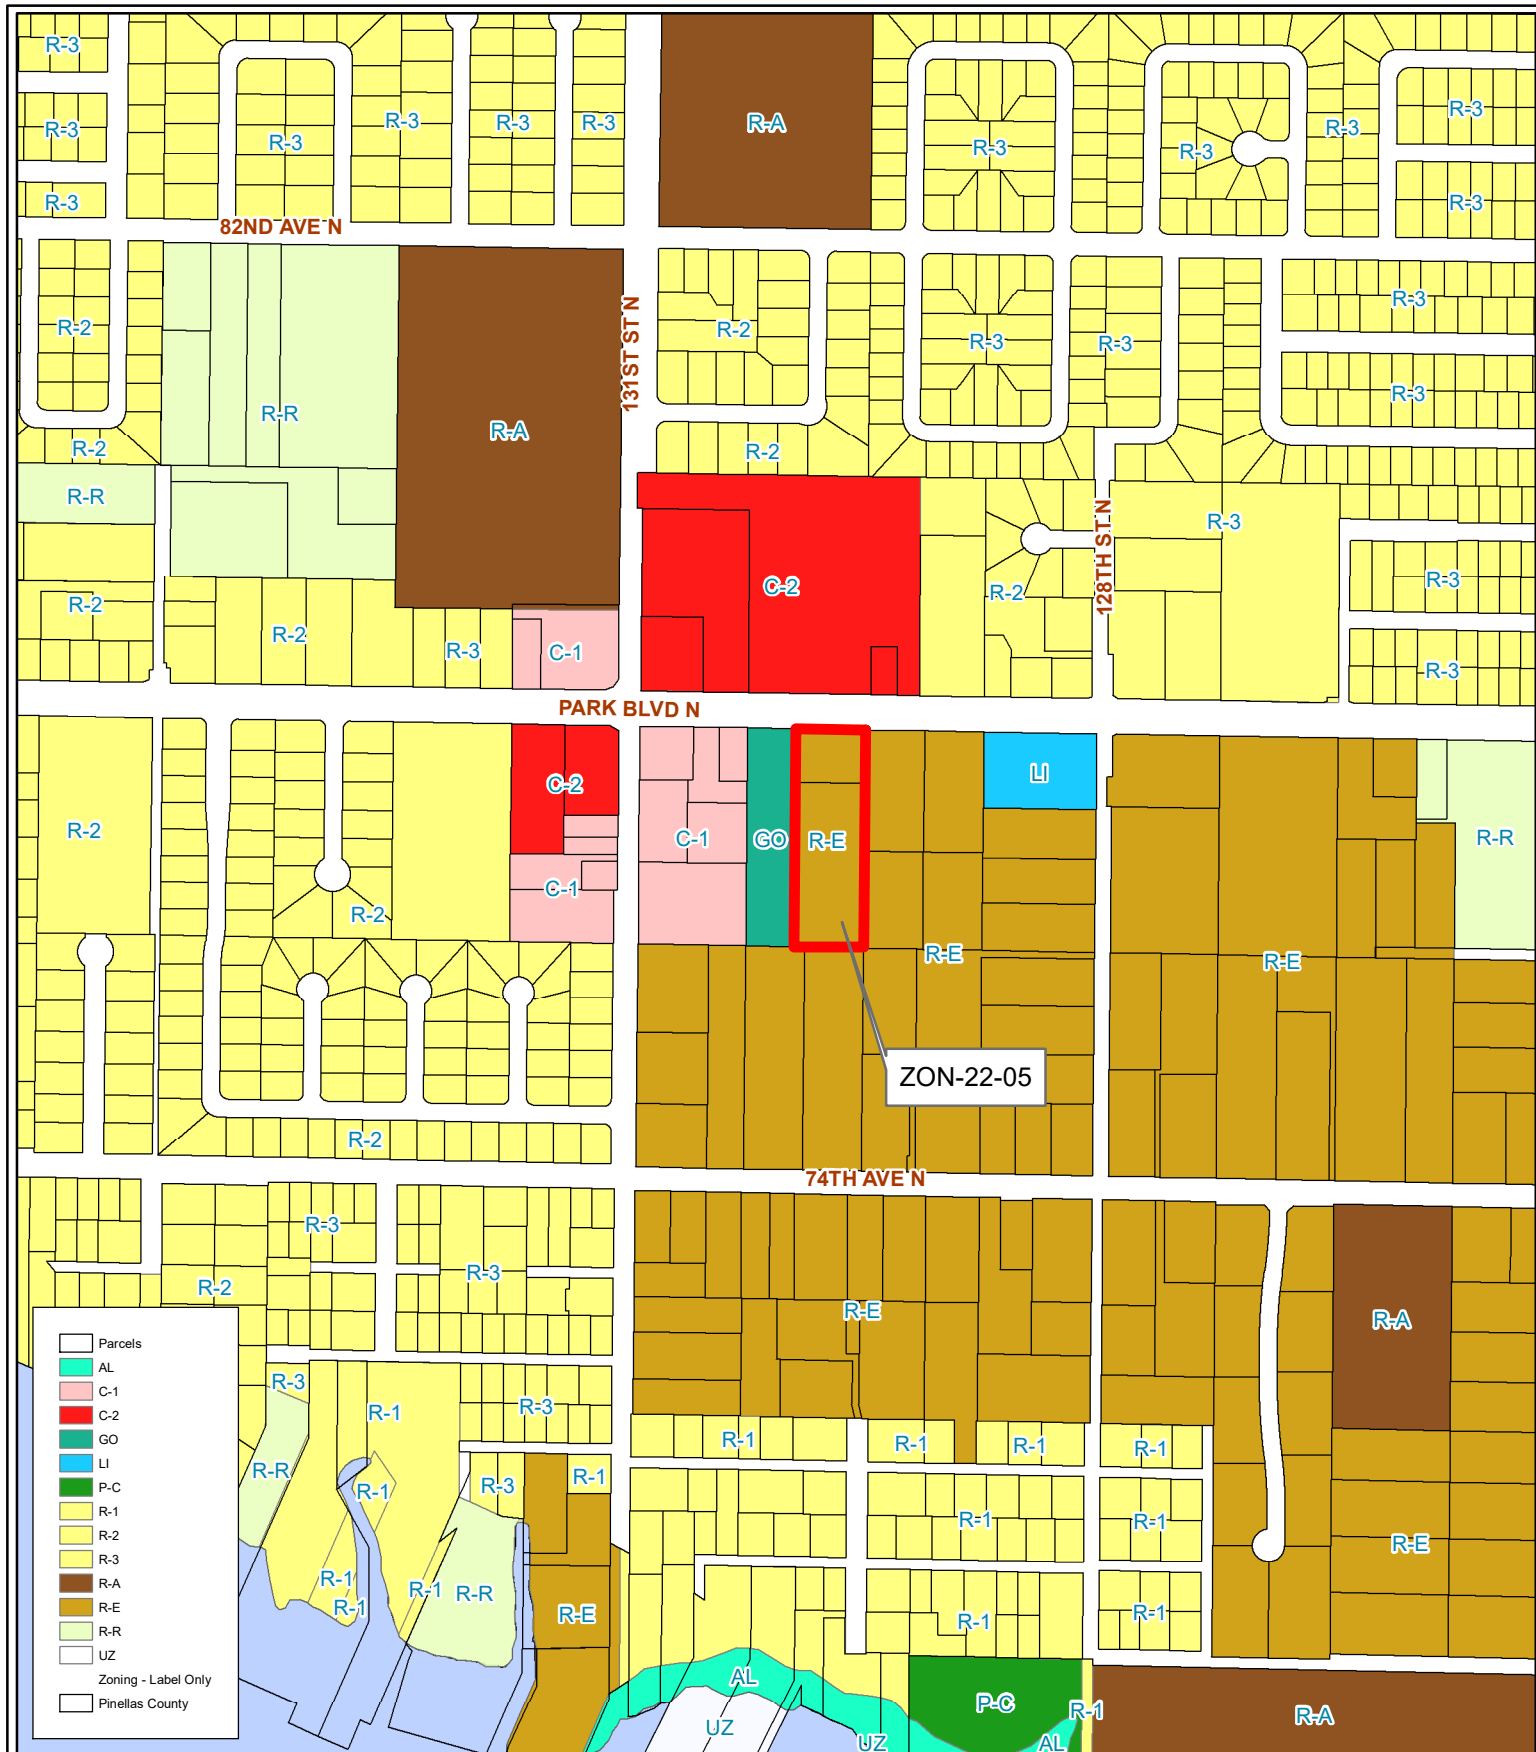 R-3
R-3
R-3
R-3
R-3
R-3
R-3
R-A
R-3
R-3
R-3
R-3
R-3
82ND AVE N
R-2
R-2
R-R
R-R
R-A
131ST ST N
R-2
R-2
R-3
R-3
R-3
R-3
R-2
R-2
R-3
C-1
C-2
R-2
128TH ST N
R-3
R-3
R-3
PARK BLVD N
R-2
R-2
C-2
C-1
C-1
GO
R-E
LI
R-E
R-E
R-R
ZON-22-05
R-2
74TH AVE N
R-3
R-2
R-3
R-E
R-A
R-3
R-1
R-3
R-1
R-1
R-1
R-1
R-R
R-1
R-3
R-1
R-1
R-1
R-E
R-1
R-1
R-1
R-R
R-E
R-1
R-1
AL
UZ
UZ
P-C
AL
R-1
R-A
Parcels
AL
C-1
C-2
GO
LI
P-C
R-1
R-2
R-3
R-A
R-E
R-R
UZ
Zoning - Label Only
Pinellas County